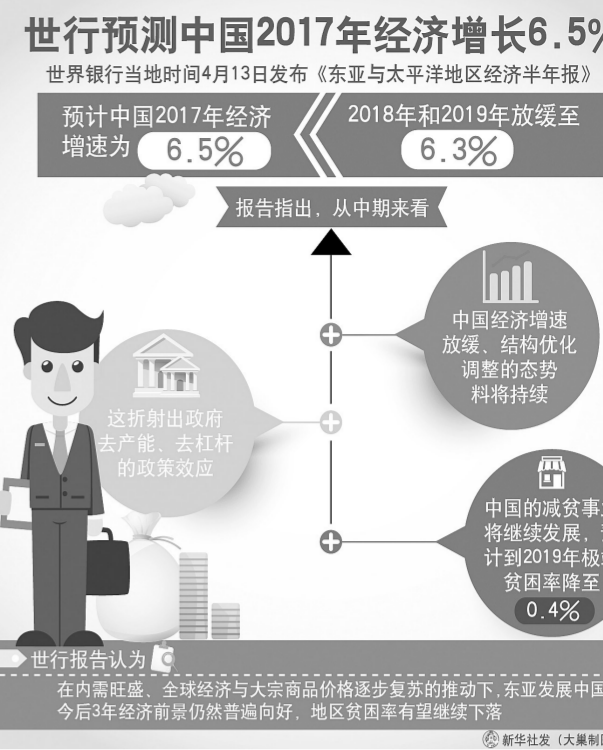 世行预测中国2017年经济增长6.5%
世界银行当地时间4月13日发布《东亚与太平洋地区经济半年报》
预计中国2017年经济
增速为 6.5%
2018年和2019年放缓至
6.3%
报告指出，从中期来看
中国经济增速
放缓、结构优化
调整的态势
料将持续
这折射出政府
去产能、去杠杆
的政策效应
中国的减贫事
将继续发展，
计到2019年极
贫困率降至
0.4%
世行报告认为
在内需旺盛、全球经济与大宗商品价格逐步复苏的推动下,东亚发展中国
今后3年经济前景仍然普遍向好，地区贫困率有望继续下落
新华社发（大巢制